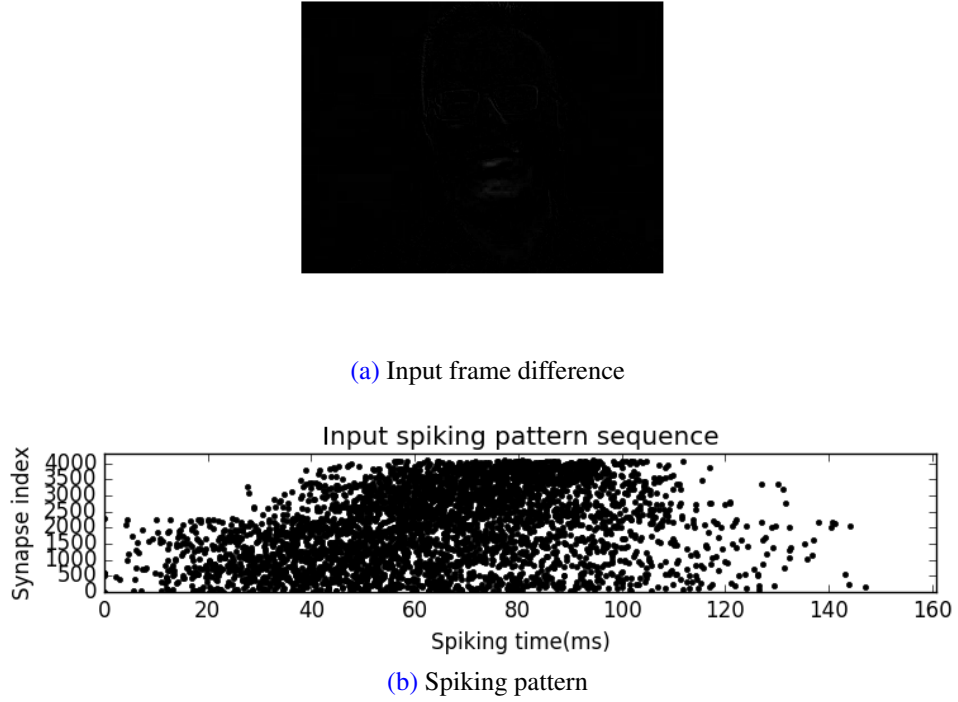 (a) Input frame difference
Input spiking pattern sequence
Synapse index
4000
3500
3000
2500
2000
1500
1000
500
0
0 20 40 60 80 100 120 140 160
Spiking time(ms)
(b) Spiking pattern